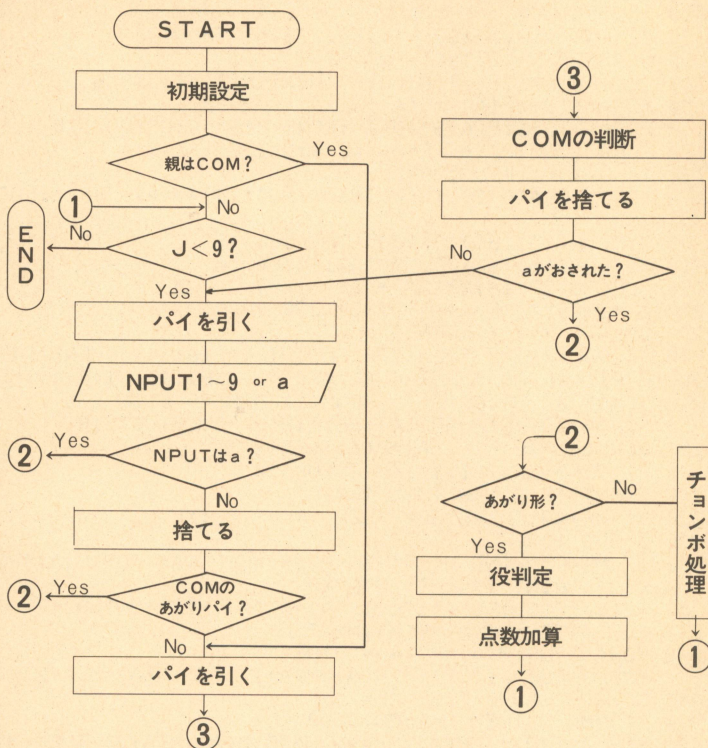 START
初期設定
親はCOM?
Yes
①
No
END
No
J<9?
Yes
パイを引く
NPUT1~9 or a
②
Yes
NPUTはa?
No
捨てる
②
Yes
COMの
あがりパイ?
No
パイを引く
③
③
COMの判断
パイを捨てる
No
aがおされた?
Yes
②
②
あがり形?
No
Yes
役判定
点数加算
①
チョンボ処理
①